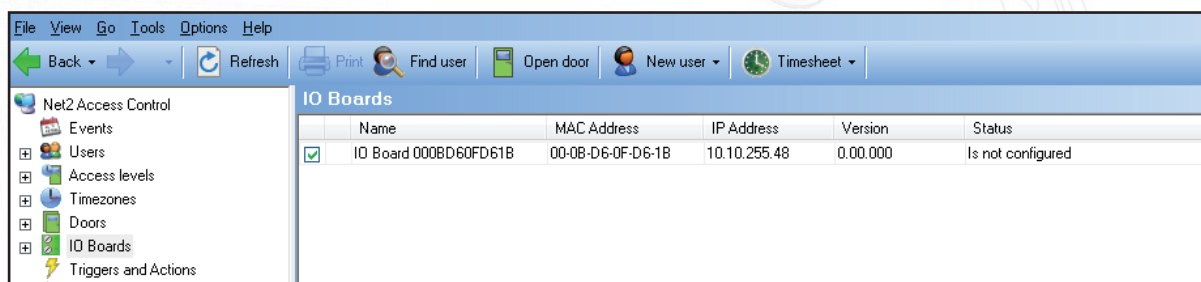 File View Go Tools Options Help
Back Refresh Print Find user Open door New user Timesheet
Net2 Access Control
Events
Users
Access levels
Timezones
Doors
IO Boards
Triggers and Actions
IO Boards
Name MAC Address IP Address Version Status
IO Board 000BD60FD61B 00-0B-D6-0F-D6-1B 10.10.255.48 0.00.000 Is not configured